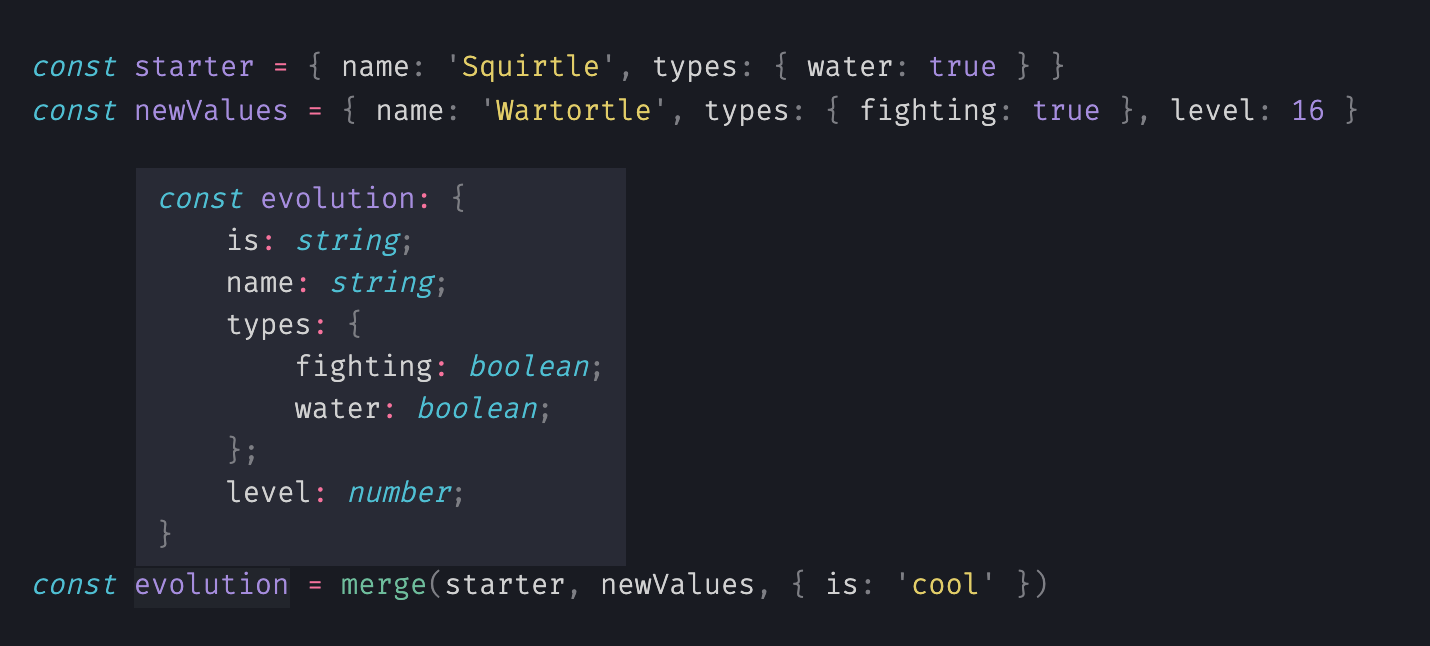 const starter = { name: 'Squirtle', types: { water: true } }
const newValues = { name: 'Wartortle', types: { fighting: true }, level: 16 }
const evolution: {
    is: string;
    name: string;
    types: {
        fighting: boolean;
        water: boolean;
    };
    level: number;
}
const evolution = merge(starter, newValues, { is: 'cool' })